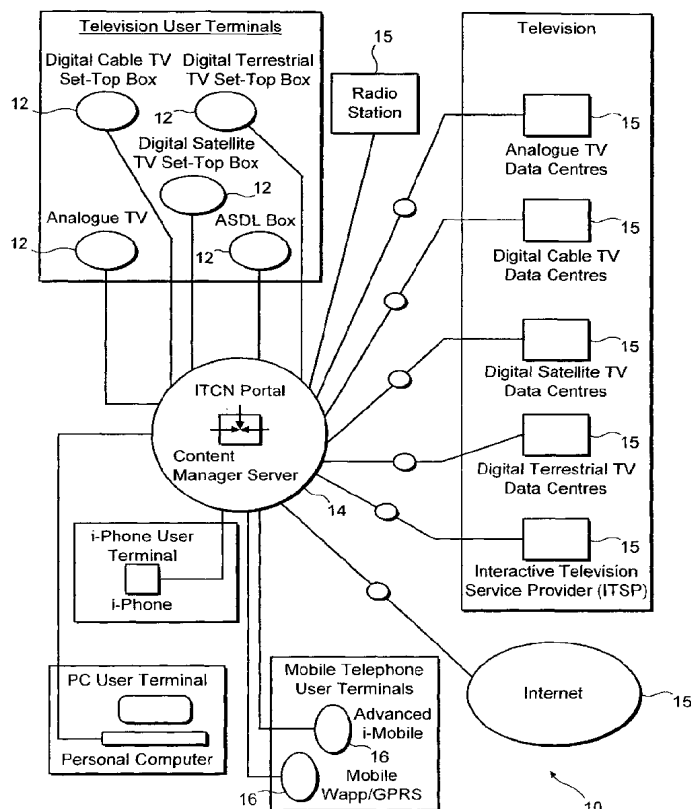 Television User Terminals
Digital Cable TV
Set-Top Box
Digital Terrestrial
TV Set-Top Box
12
12
Digital Satellite
TV Set-Top Box
12
Analogue TV
ASDL Box
12
12
15
Radio
Station
Television
15
Analogue TV
Data Centres
15
Digital Cable TV
Data Centres
15
Digital Satellite TV
Data Centres
15
Digital Terrestrial TV
Data Centres
15
Interactive Television
Service Provider (ITSP)
ITCN Portal
Content
Manager Server
14
i-Phone User
Terminal
i-Phone
PC User Terminal
Personal Computer
Mobile Telephone
User Terminals
Advanced
i-Mobile
16
16
Mobile
Wapp/GPRS
Internet
15
10